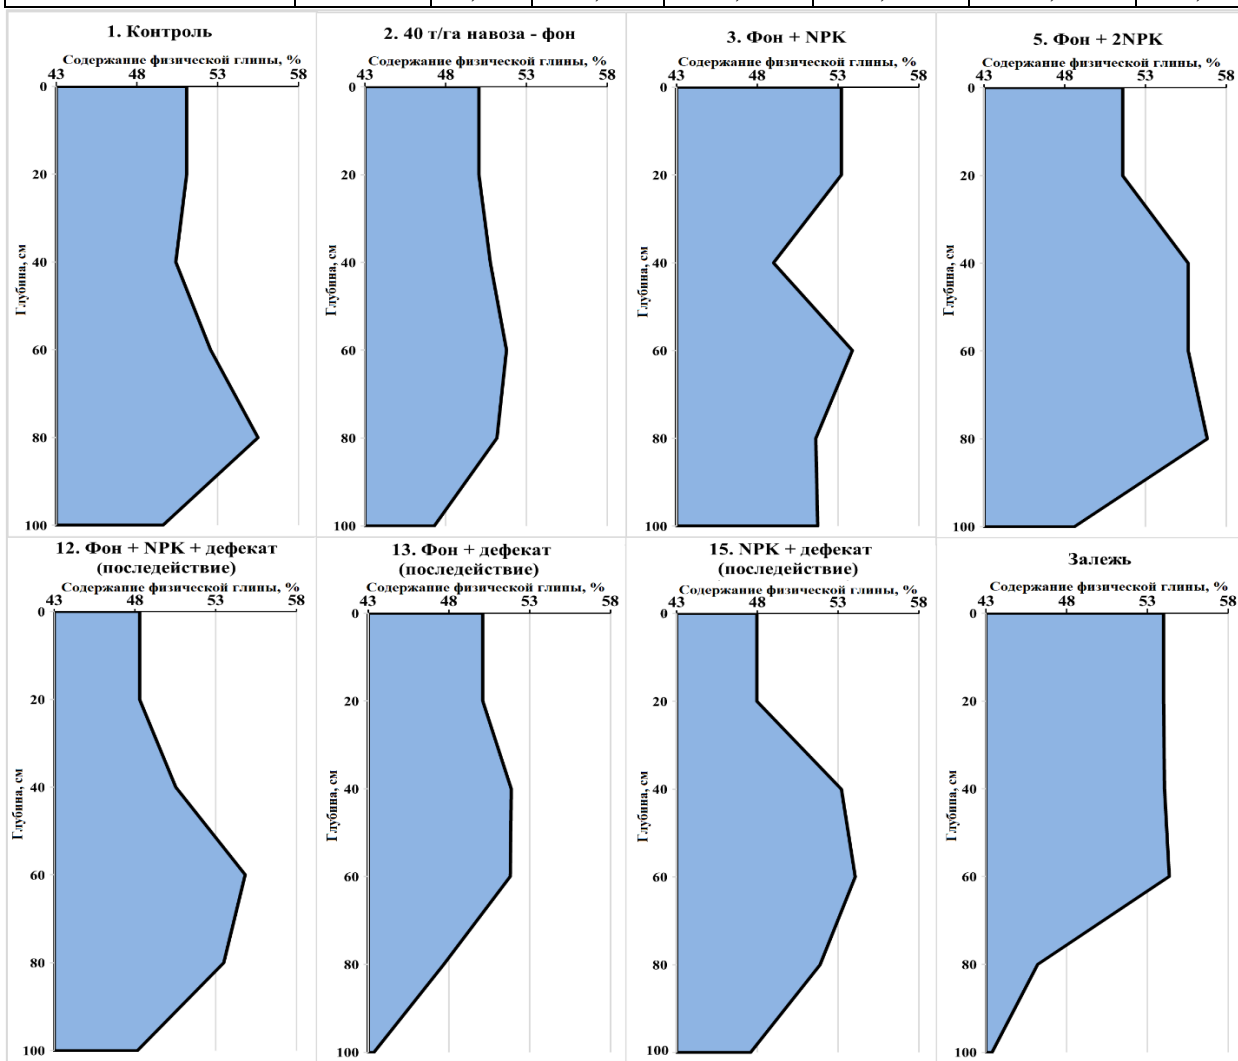 1. Контроль
Содержание физической глины, %
43 48 53 58
0
20
40
60
80
100
Глубина, см
2. 40 т/га навоза - фон
Содержание физической глины, %
43 48 53 58
0
20
40
60
80
100
Глубина, см
3. Фон + NPK
Содержание физической глины, %
43 48 53 58
0
20
40
60
80
100
Глубина, см
5. Фон + 2NPK
Содержание физической глины, %
43 48 53 58
0
20
40
60
80
100
Глубина, см
12. Фон + NPK + дефекат
(последействие)
Содержание физической глины, %
43 48 53 58
0
20
40
60
80
100
Глубина, см
13. Фон + дефекат
(последействие)
Содержание физической глины, %
43 48 53 58
0
20
40
60
80
100
Глубина, см
15. NPK + дефекат
(последействие)
Содержание физической глины, %
43 48 53 58
0
20
40
60
80
100
Глубина, см
Залежь
Содержание физической глины, %
43 48 53 58
0
20
40
60
80
100
Глубина, см